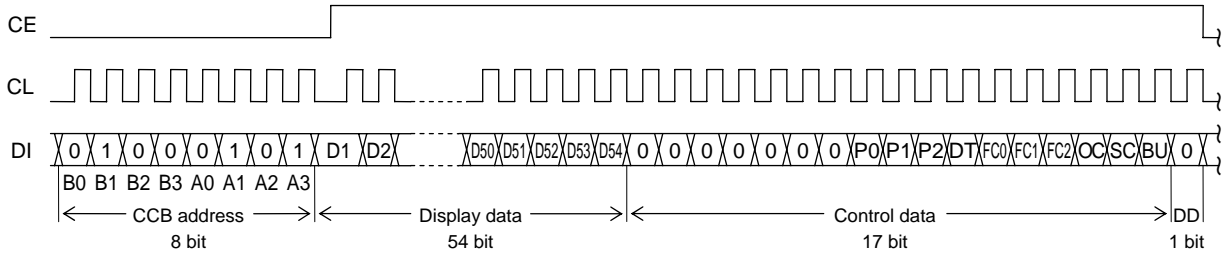 CE
CL
DI 0 1 0 0 0 1 0 1 D1 D2 D50 D51 D52 D53 D54 0 0 0 0 0 0 0 P0 P1 P2 DT FC0 FC1 FC2 OC SC BU 0
B0 B1 B2 B3 A0 A1 A2 A3
CCB address Display data Control data DD
8 bit 54 bit 17 bit 1 bit